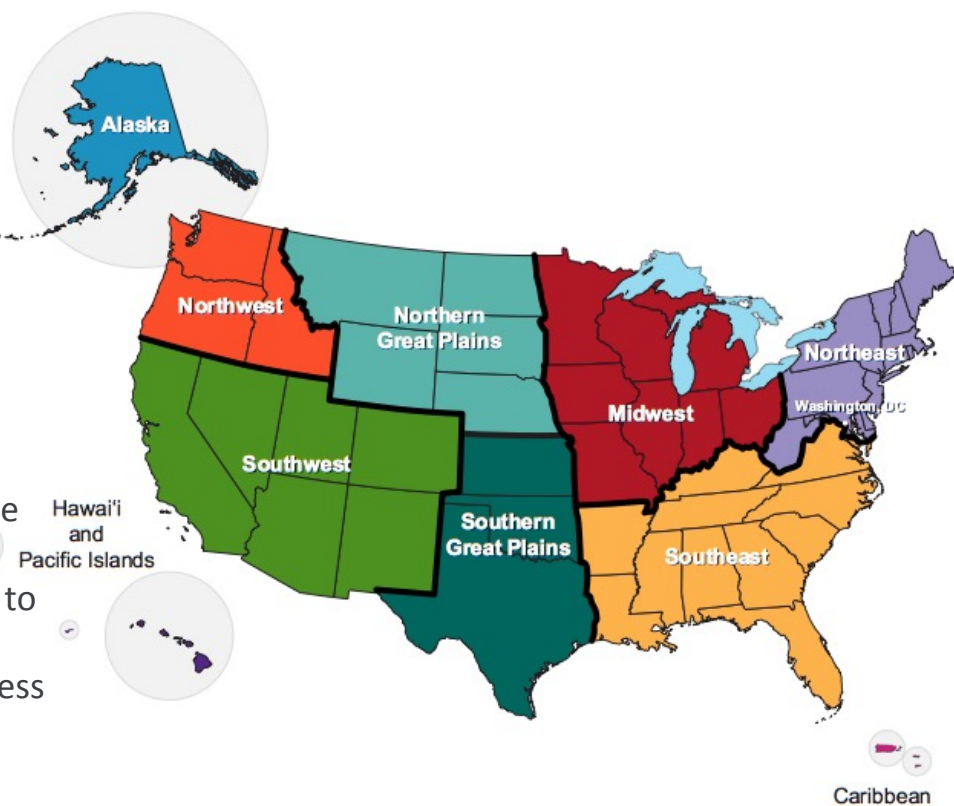 Alaska
Northwest
Northern
Great Plains
Northeast
Midwest
Washington, DC
Southwest
e
Hawai'i
and
Pacific Islands
to
ess
Southern
Great Plains
Southeast
Caribbean